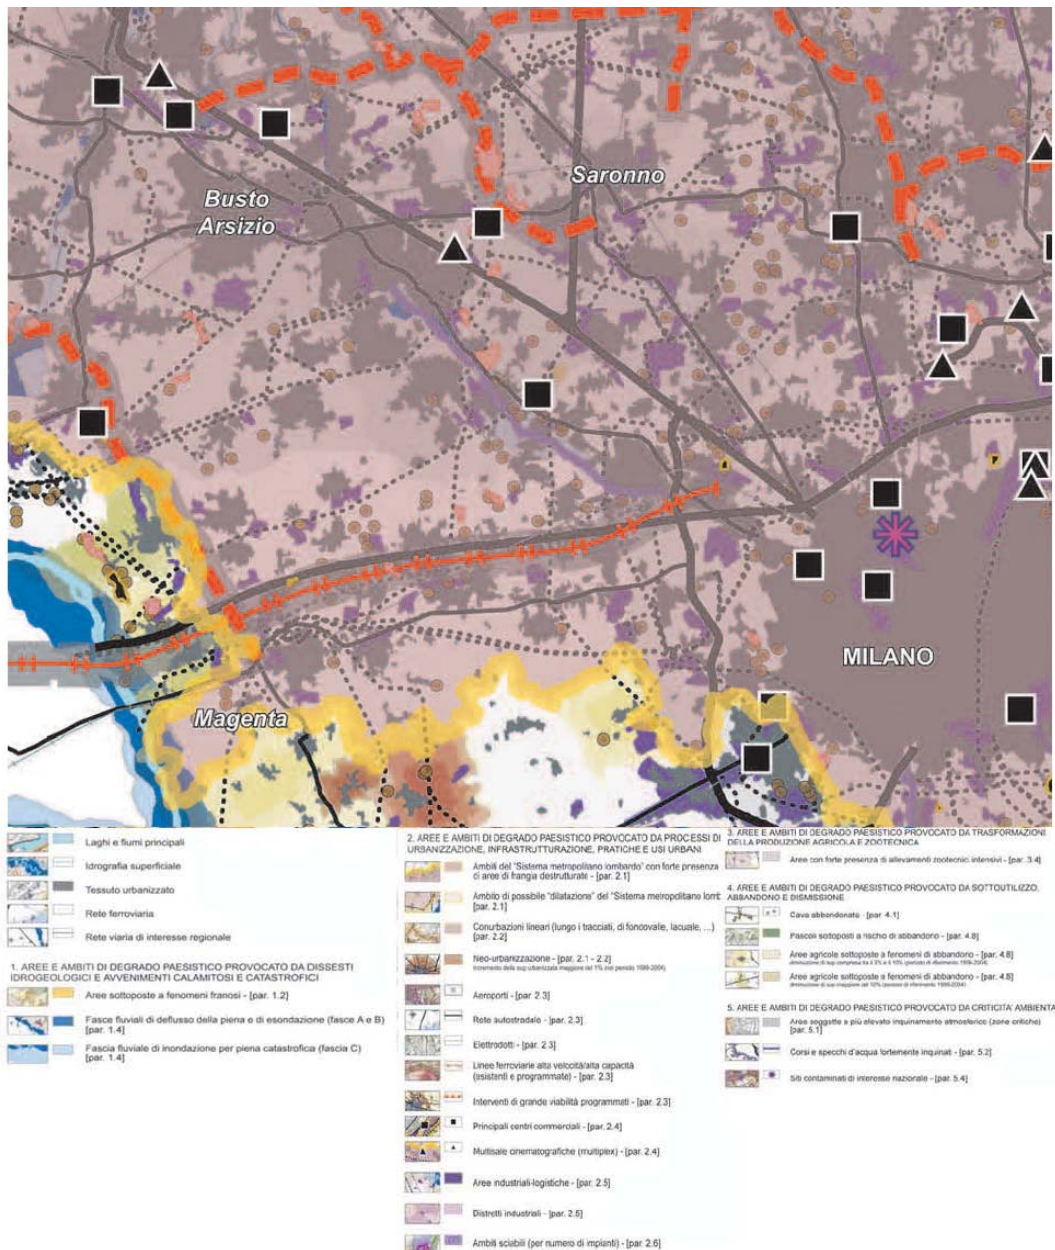 Saronno
Busto
Arsizio
MILANO
Magenta
Laghi e fiumi principali
Idrografia superficiale
Tessuto urbanizzato
Rete ferroviaria
Rete viaria di interesse regionale
1. AREE E AMBITI DI DEGRADO PAESISTICO PROVOCATO DA DISSESTI
IDROGEOLOGICI E AVVENIMENTI CALAMITOSI E CATASTROFICI
Aree sottoposte a fenomeni franosi - [par. 1.2]
Fasce fluviali di deflusso della piena e di esondazione (fasce A e B)
[par. 1.4]
Fascia fluviale di inondazione per piena catastrofica (fascia C)
[par. 1.4]
2. AREE E AMBITI DI DEGRADO PAESISTICO PROVOCATO DA PROCESSI DI
URBANIZZAZIONE, INFRASTRUTTURAZIONE, PRATICHE E USI URBANI
Ambiti del "Sistema metropolitano lombardo" con forte presenza
di aree di frangia destrutturate - [par. 2.1]
Ambito di possibile "dilatazione" del "Sistema metropolitano lomb
[par. 2.1]
Conurbazioni lineari (lungo i tracciati, di fondovalle, lacuale, ...)
[par. 2.2]
Neo-urbanizzazione - [par. 2.1 - 2.2]
Aeroporti - [par. 2.3]
Rete autostradale - [par. 2.3]
Elettrodotti - [par. 2.3]
Linee ferroviarie alta velocità/alta capacità
(esistenti e programmate) - [par. 2.3]
Interventi di grande viabilità programmati - [par. 2.3]
Principali centri commerciali - [par. 2.4]
Multisale cinematografiche (multiplex) - [par. 2.4]
Aree industriali-logistiche - [par. 2.5]
Distretti industriali - [par. 2.5]
Ambiti sciabili (per numero di impianti) - [par. 2.6]
3. AREE E AMBITI DI DEGRADO PAESISTICO PROVOCATO DA TRASFORMAZIONI
DELLA PRODUZIONE AGRICOLA E ZOOTECNICA
Aree con forte presenza di allevamenti zootecnici intensivi - [par. 3.4]
4. AREE E AMBITI DI DEGRADO PAESISTICO PROVOCATO DA SOTTOUTILIZZO,
ABBANDONO E DISMISSIONE
Cave abbandonate - [par. 4.1]
Pascoli sottoposti a rischio di abbandono - [par. 4.8]
Aree agricole sottoposte a fenomeni di abbandono - [par. 4.8]
Aree agricole sottoposte a fenomeni di abbandono - [par. 4.8]
5. AREE E AMBITI DI DEGRADO PAESISTICO PROVOCATO DA CRITICITA' AMBIENTA
Aree soggette a più elevato inquinamento atmosferico (zone critiche)
[par. 5.1]
Corsi e specchi d'acqua fortemente inquinati - [par. 5.2]
Siti contaminati di interesse nazionale - [par. 5.4]